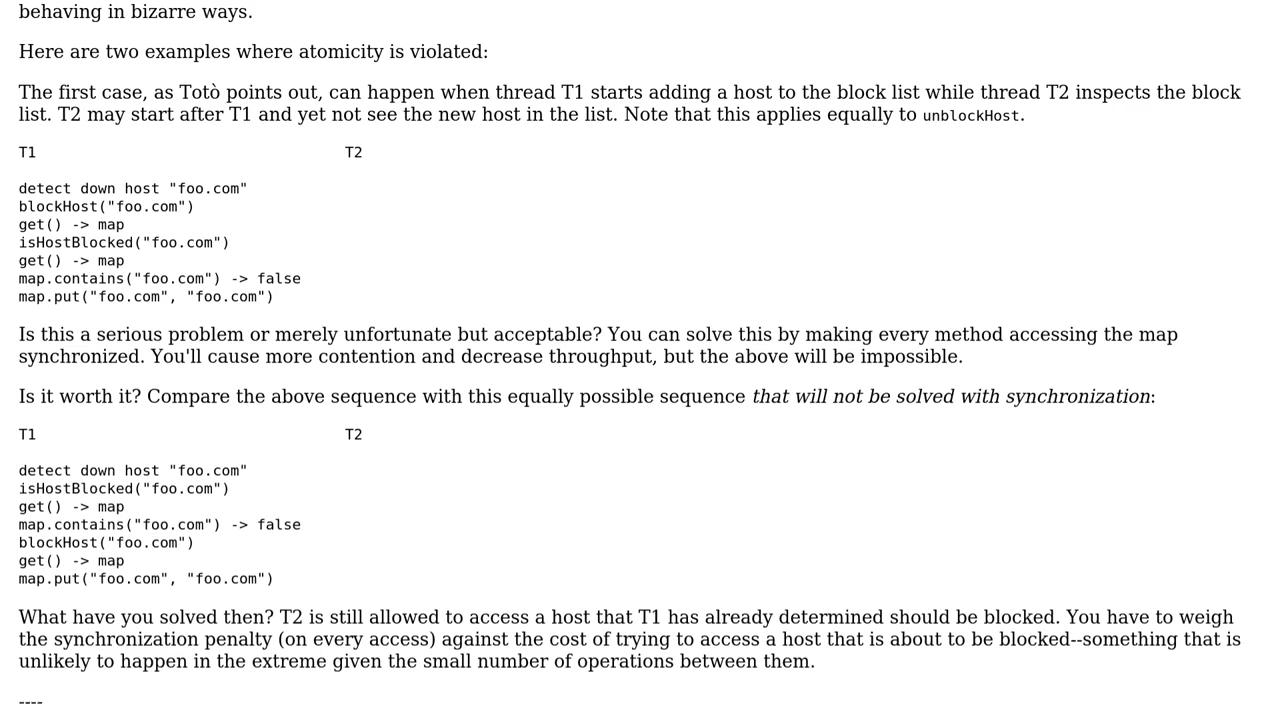 behaving in bizarre ways.
Here are two examples where atomicity is violated:
The first case, as Totò points out, can happen when thread T1 starts adding a host to the block list while thread T2 inspects the block
list. T2 may start after T1 and yet not see the new host in the list. Note that this applies equally to unblockHost.
T1 T2
detect down host "foo.com"
blockHost("foo.com")
get() -> map
isHostBlocked("foo.com")
get() -> map
map.contains("foo.com") -> false
map.put("foo.com", "foo.com")
Is this a serious problem or merely unfortunate but acceptable? You can solve this by making every method accessing the map
synchronized. You'll cause more contention and decrease throughput, but the above will be impossible.
Is it worth it? Compare the above sequence with this equally possible sequence that will not be solved with synchronization:
T1 T2
detect down host "foo.com"
isHostBlocked("foo.com")
get() -> map
map.contains("foo.com") -> false
blockHost("foo.com")
get() -> map
map.put("foo.com", "foo.com")
What have you solved then? T2 is still allowed to access a host that T1 has already determined should be blocked. You have to weigh
the synchronization penalty (on every access) against the cost of trying to access a host that is about to be blocked--something that is
unlikely to happen in the extreme given the small number of operations between them.
----